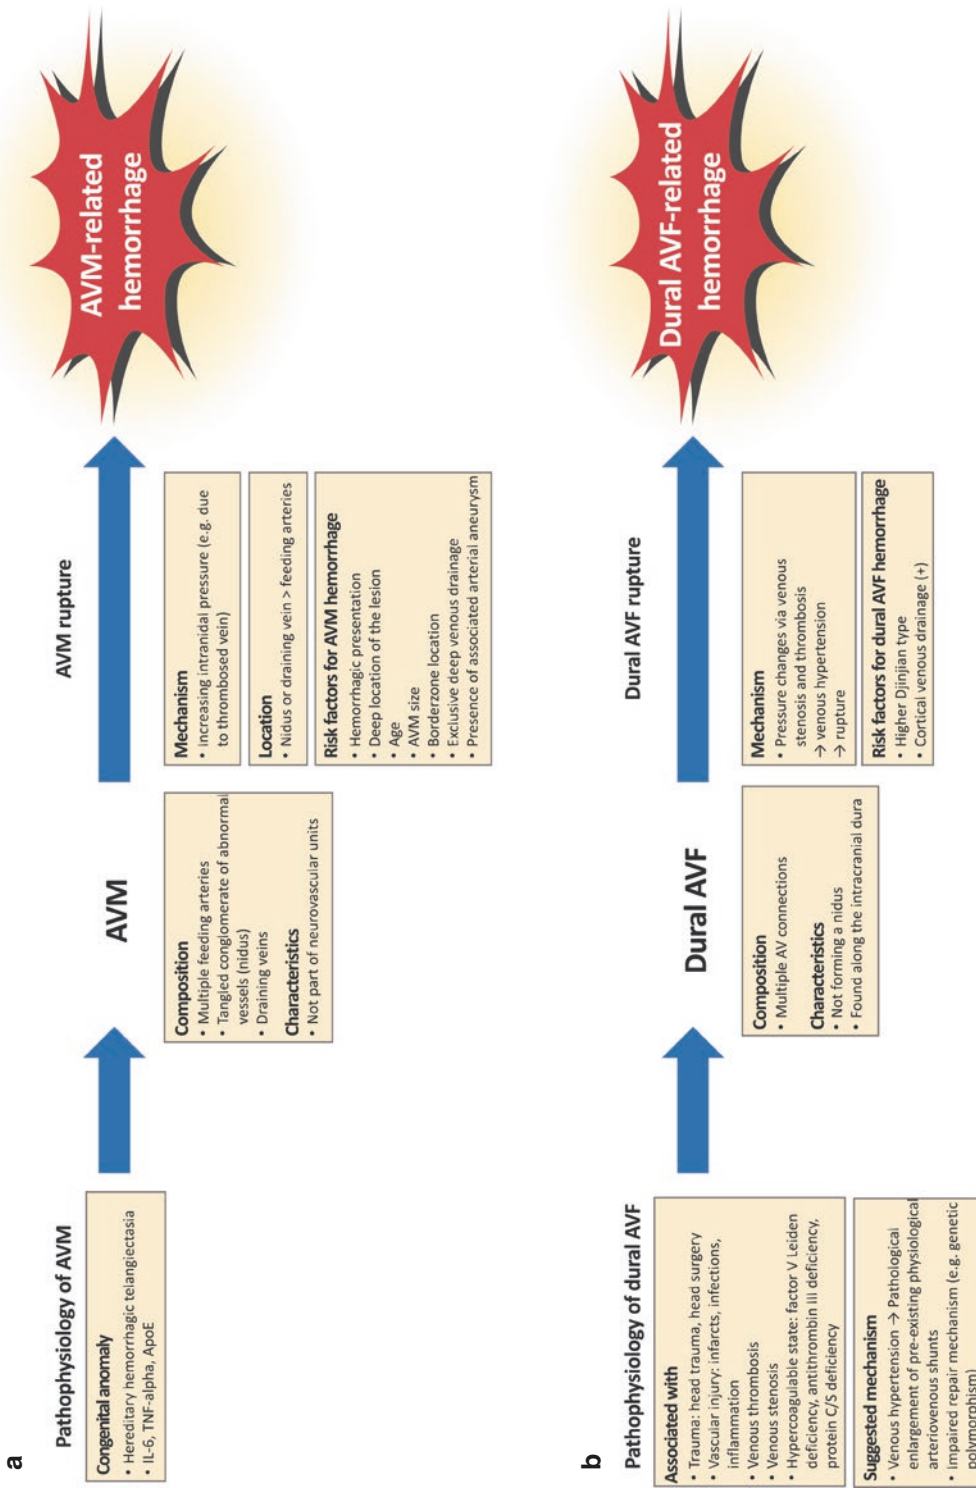 a
Pathophysiology of AVM
Congenital anomaly
• Hereditary hemorrhagic telangiectasia
• IL-6, TNF-alpha, ApoE
AVM
Composition
• Multiple feeding arteries
• Tangled conglomerate of abnormal
vessels (nidus)
• Draining veins
Characteristics
• Not part of neurovascular units
AVM rupture
Mechanism
• Increasing intranidal pressure (e.g. due
to thrombosed vein)
Location
• Nidus or draining vein > feeding arteries
Risk factors for AVM hemorrhage
• Hemorrhagic presentation
• Deep location of the lesion
• Age
• AVM size
• Borderzone location
• Exclusive deep venous drainage
• Presence of associated arterial aneurysm
AVM-related
hemorrhage
b
Pathophysiology of dural AVF
Associated with
• Trauma: head trauma, head surgery
• Vascular injury: infarcts, infections,
inflammation
• Venous thrombosis
• Venous stenosis
• Hypercoagulable state: factor V Leiden
deficiency, antithrombin III deficiency,
protein C/S deficiency
Suggested mechanism
• Venous hypertension → Pathological
enlargement of pre-existing physiological
arteriovenous shunts
• Impaired repair mechanism (e.g. genetic
polymorphism)
Dural AVF
Composition
• Multiple AV connections
Characteristics
• Not forming a nidus
• Found along the intracranial dura
Dural AVF rupture
Mechanism
• Pressure changes via venous
stenosis and thrombosis
→ venous hypertension
→ rupture
Risk factors for dural AVF hemorrhage
• Higher Djinjian type
• Cortical venous drainage (+)
Dural AVF-related
hemorrhage